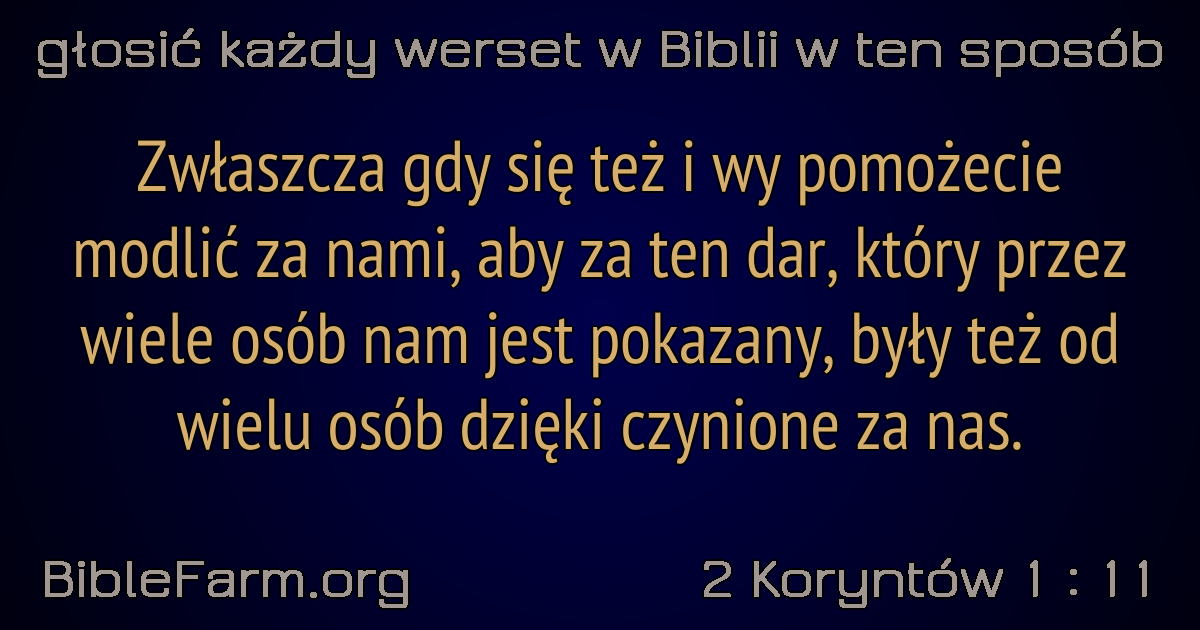 głosić każdy werset w Biblii w ten sposób
Zwłaszcza gdy się też i wy pomożecie
modlić za nami, aby za ten dar, który przez
wiele osób nam jest pokazany, były też od
wielu osób dzięki czynione za nas.
BibleFarm.org
2 Koryntów 1 : 11